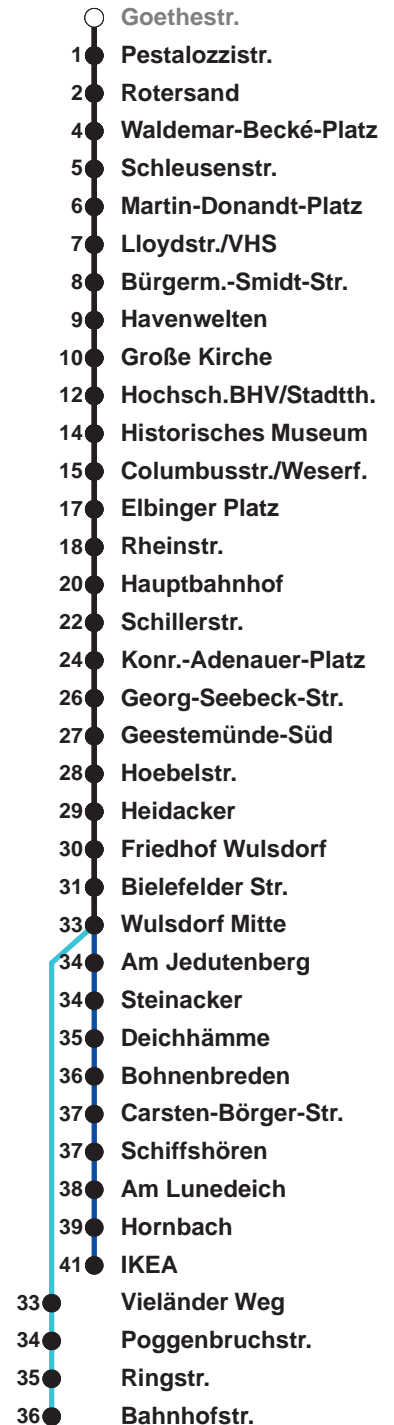 Goethestr.
1 Pestalozzistr.
2 Rotersand
4 Waldemar-Becké-Platz
5 Schleusenstr.
6 Martin-Donandt-Platz
7 Lloydstr./VHS
8 Bürgerm.-Smidt-Str.
9 Havenwelten
10 Große Kirche
12 Hochsch.BHV/Stadtth.
14 Historisches Museum
15 Columbusstr./Weserf.
17 Elbinger Platz
18 Rheinstr.
20 Hauptbahnhof
22 Schillerstr.
24 Konr.-Adenauer-Platz
26 Georg-Seebeck-Str.
27 Geestemünde-Süd
28 Hoebelstr.
29 Heidacker
30 Friedhof Wulsdorf
31 Bielefelder Str.
33 Wulsdorf Mitte
34 Am Jedutenberg
34 Steinacker
35 Deichhämme
36 Bohnenbreden
37 Carsten-Börger-Str.
37 Schiffshören
38 Am Lunedeich
39 Hornbach
41 IKEA
33 Vieländer Weg
34 Poggenbruchstr.
35 Ringstr.
36 Bahnhofstr.